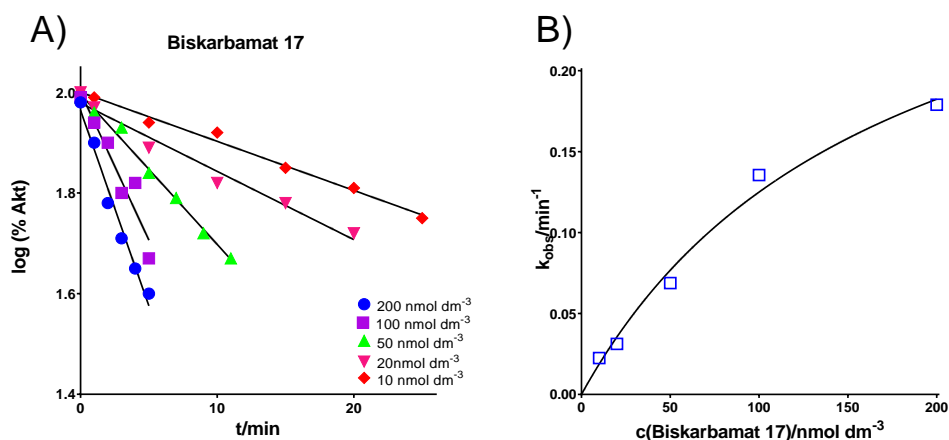 A)
Biskarbamat 17
log (% Akt)
2.0
1.8
1.6
1.4
0
10
20
t/min
200 nmol dm-3
100 nmol dm-3
50 nmol dm-3
20nmol dm-3
10 nmol dm-3
B)
kobs/min-1
0.20
0.15
0.10
0.05
0.00
0
50
100
150
200
c(Biskarbamat 17)/nmol dm-3